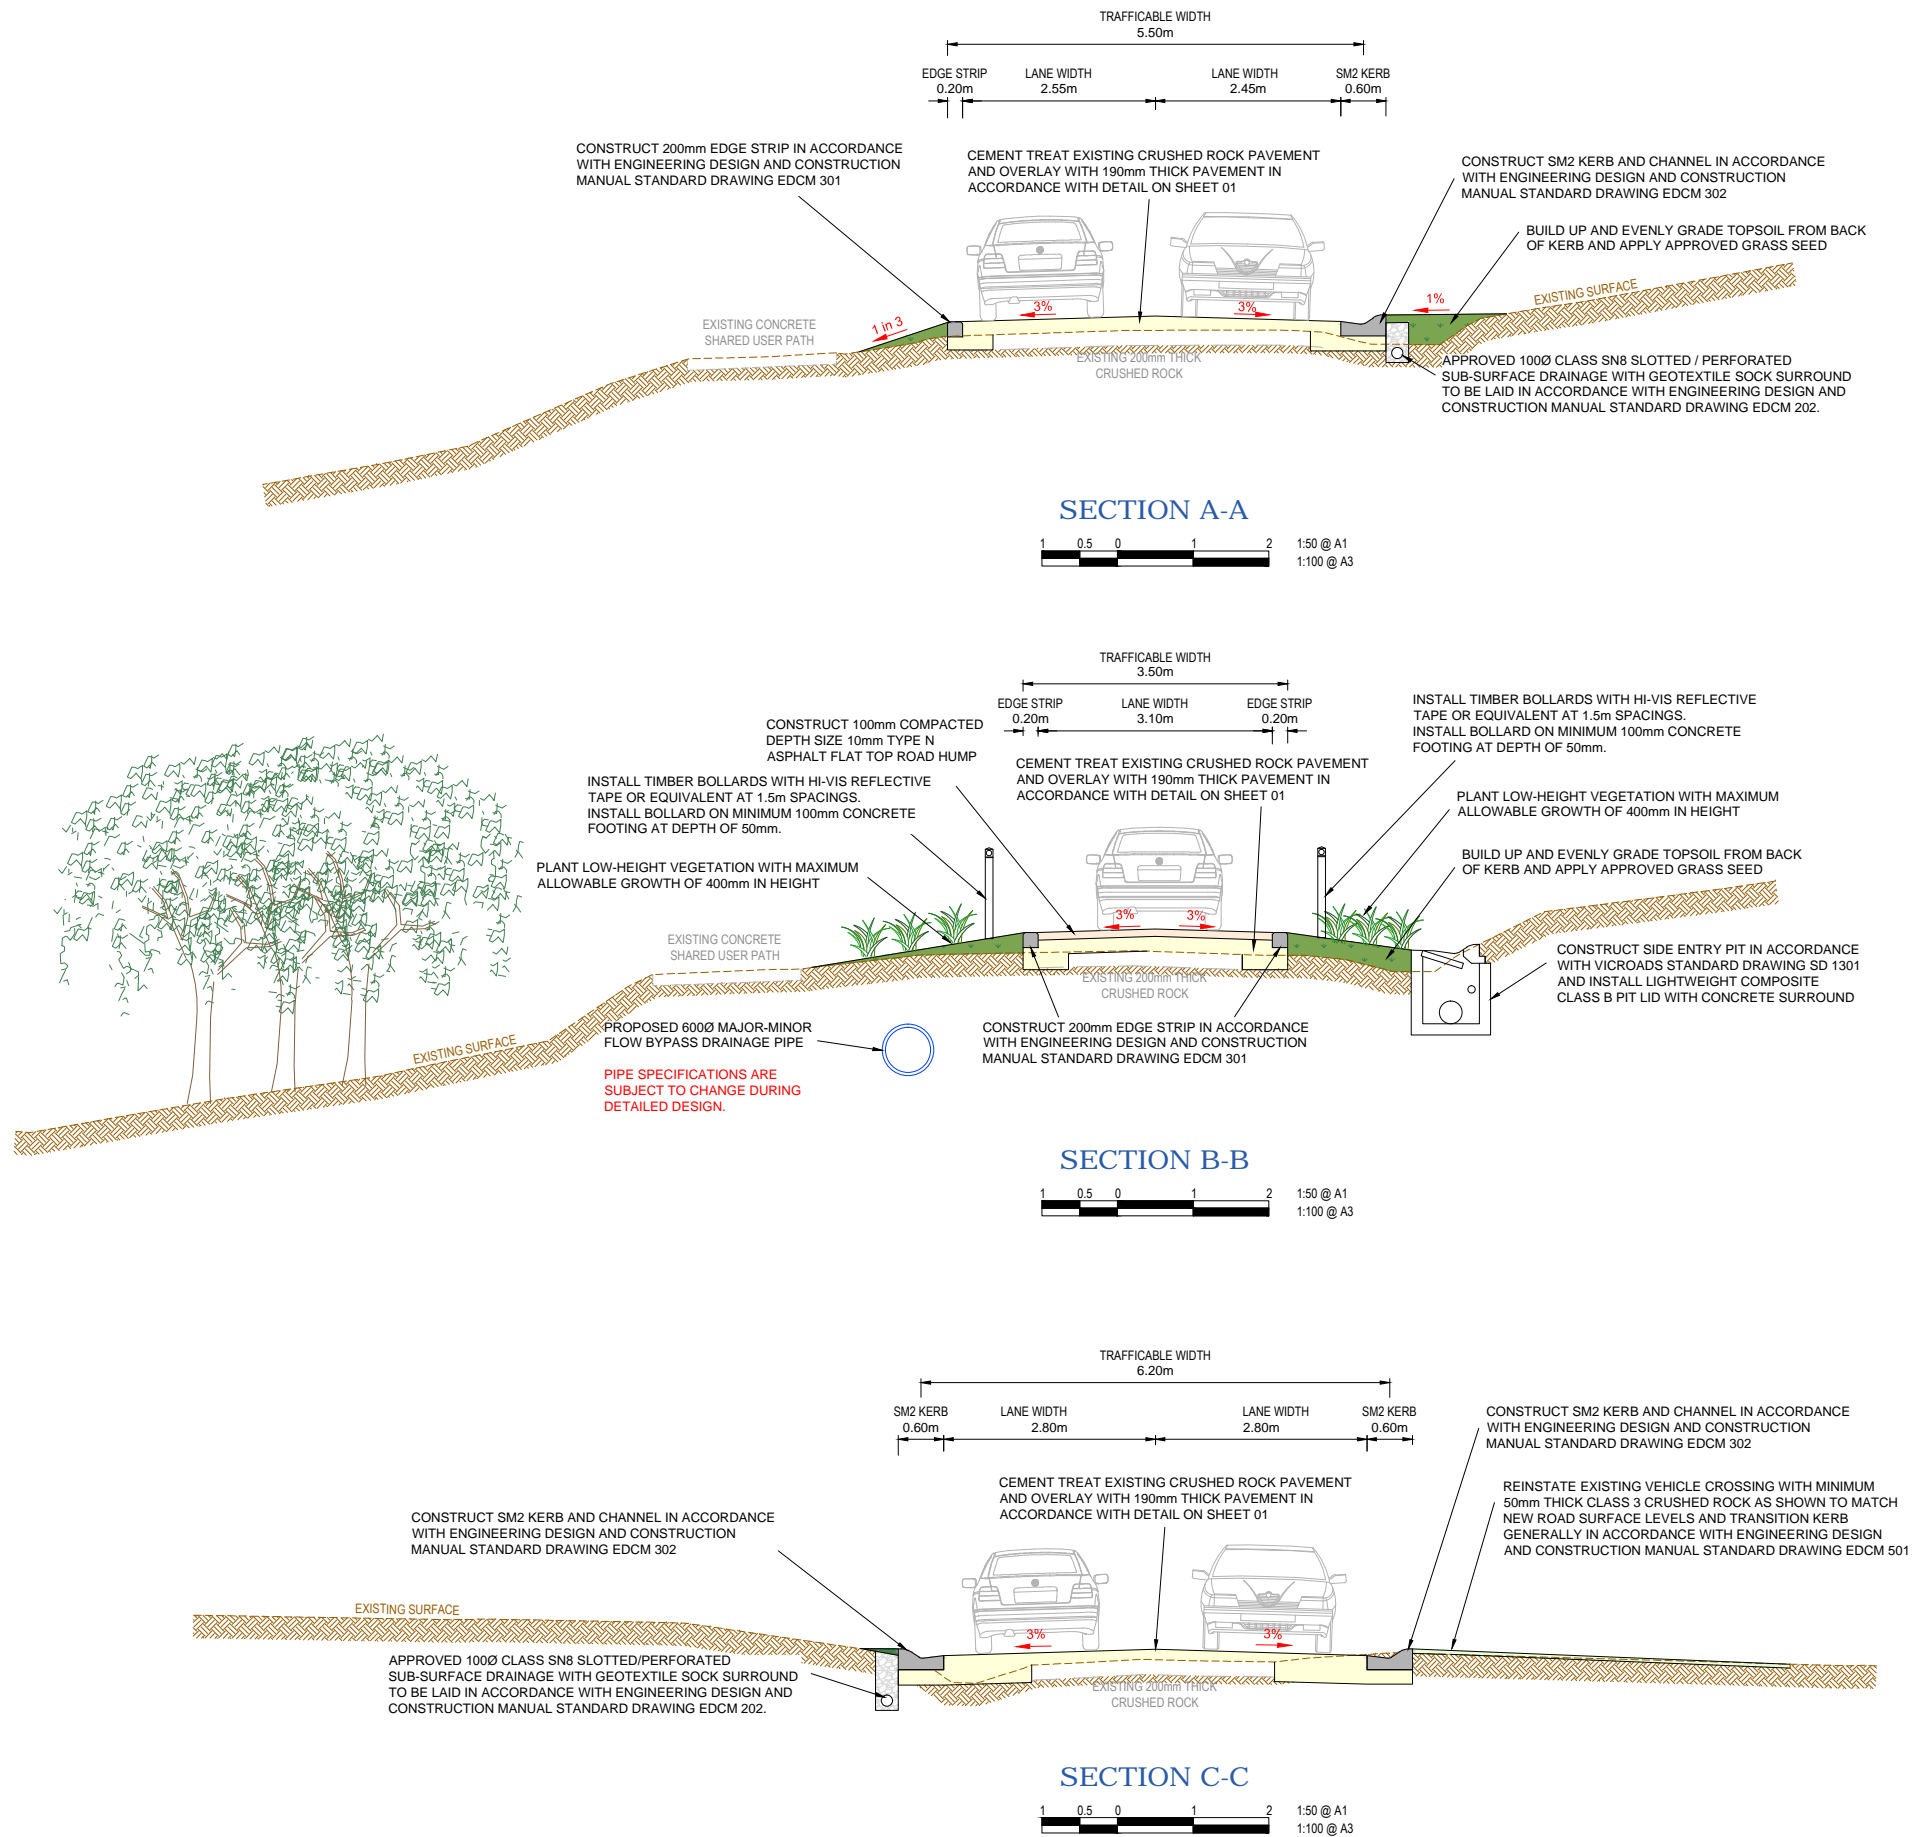 TRAFFICABLE WIDTH
5.50m
EDGE STRIP
0.20m
LANE WIDTH
2.55m
LANE WIDTH
2.45m
SM2 KERB
0.60m
CONSTRUCT 200mm EDGE STRIP IN ACCORDANCE
WITH ENGINEERING DESIGN AND CONSTRUCTION
MANUAL STANDARD DRAWING EDCM 301
CEMENT TREAT EXISTING CRUSHED ROCK PAVEMENT
AND OVERLAY WITH 190mm THICK PAVEMENT IN
ACCORDANCE WITH DETAIL ON SHEET 01
CONSTRUCT SM2 KERB AND CHANNEL IN ACCORDANCE
WITH ENGINEERING DESIGN AND CONSTRUCTION
MANUAL STANDARD DRAWING EDCM 302
BUILD UP AND EVENLY GRADE TOPSOIL FROM BACK
OF KERB AND APPLY APPROVED GRASS SEED
EXISTING SURFACE
1%
3%
3%
1 in 3
EXISTING CONCRETE
SHARED USER PATH
EXISTING 200mm THICK
CRUSHED ROCK
APPROVED 100Ø CLASS SN8 SLOTTED / PERFORATED
SUB-SURFACE DRAINAGE WITH GEOTEXTILE SOCK SURROUND
TO BE LAID IN ACCORDANCE WITH ENGINEERING DESIGN AND
CONSTRUCTION MANUAL STANDARD DRAWING EDCM 202.
SECTION A-A
1 0.5 0 1 2 1:50 @ A1
1:100 @ A3
TRAFFICABLE WIDTH
3.50m
EDGE STRIP
0.20m
LANE WIDTH
3.10m
EDGE STRIP
0.20m
CONSTRUCT 100mm COMPACTED
DEPTH SIZE 10mm TYPE N
ASPHALT FLAT TOP ROAD HUMP
INSTALL TIMBER BOLLARDS WITH HI-VIS REFLECTIVE
TAPE OR EQUIVALENT AT 1.5m SPACINGS.
INSTALL BOLLARD ON MINIMUM 100mm CONCRETE
FOOTING AT DEPTH OF 50mm.
CEMENT TREAT EXISTING CRUSHED ROCK PAVEMENT
AND OVERLAY WITH 190mm THICK PAVEMENT IN
ACCORDANCE WITH DETAIL ON SHEET 01
INSTALL TIMBER BOLLARDS WITH HI-VIS REFLECTIVE
TAPE OR EQUIVALENT AT 1.5m SPACINGS.
INSTALL BOLLARD ON MINIMUM 100mm CONCRETE
FOOTING AT DEPTH OF 50mm.
PLANT LOW-HEIGHT VEGETATION WITH MAXIMUM
ALLOWABLE GROWTH OF 400mm IN HEIGHT
PLANT LOW-HEIGHT VEGETATION WITH MAXIMUM
ALLOWABLE GROWTH OF 400mm IN HEIGHT
BUILD UP AND EVENLY GRADE TOPSOIL FROM BACK
OF KERB AND APPLY APPROVED GRASS SEED
3%
3%
EXISTING CONCRETE
SHARED USER PATH
EXISTING 200mm THICK
CRUSHED ROCK
CONSTRUCT SIDE ENTRY PIT IN ACCORDANCE
WITH VICROADS STANDARD DRAWING SD 1301
AND INSTALL LIGHTWEIGHT COMPOSITE
CLASS B PIT LID WITH CONCRETE SURROUND
EXISTING SURFACE
PROPOSED 600Ø MAJOR-MINOR
FLOW BYPASS DRAINAGE PIPE
PIPE SPECIFICATIONS ARE
SUBJECT TO CHANGE DURING
DETAILED DESIGN.
CONSTRUCT 200mm EDGE STRIP IN ACCORDANCE
WITH ENGINEERING DESIGN AND CONSTRUCTION
MANUAL STANDARD DRAWING EDCM 301
SECTION B-B
1 0.5 0 1 2 1:50 @ A1
1:100 @ A3
TRAFFICABLE WIDTH
6.20m
SM2 KERB
0.60m
LANE WIDTH
2.80m
LANE WIDTH
2.80m
SM2 KERB
0.60m
CONSTRUCT SM2 KERB AND CHANNEL IN ACCORDANCE
WITH ENGINEERING DESIGN AND CONSTRUCTION
MANUAL STANDARD DRAWING EDCM 302
CEMENT TREAT EXISTING CRUSHED ROCK PAVEMENT
AND OVERLAY WITH 190mm THICK PAVEMENT IN
ACCORDANCE WITH DETAIL ON SHEET 01
REINSTATE EXISTING VEHICLE CROSSING WITH MINIMUM
50mm THICK CLASS 3 CRUSHED ROCK AS SHOWN TO MATCH
NEW ROAD SURFACE LEVELS AND TRANSITION KERB
GENERALLY IN ACCORDANCE WITH ENGINEERING DESIGN
AND CONSTRUCTION MANUAL STANDARD DRAWING EDCM 501
CONSTRUCT SM2 KERB AND CHANNEL IN ACCORDANCE
WITH ENGINEERING DESIGN AND CONSTRUCTION
MANUAL STANDARD DRAWING EDCM 302
EXISTING SURFACE
3%
3%
APPROVED 100Ø CLASS SN8 SLOTTED/PERFORATED
SUB-SURFACE DRAINAGE WITH GEOTEXTILE SOCK SURROUND
TO BE LAID IN ACCORDANCE WITH ENGINEERING DESIGN AND
CONSTRUCTION MANUAL STANDARD DRAWING EDCM 202.
EXISTING 200mm THICK
CRUSHED ROCK
SECTION C-C
1 0.5 0 1 2 1:50 @ A1
1:100 @ A3